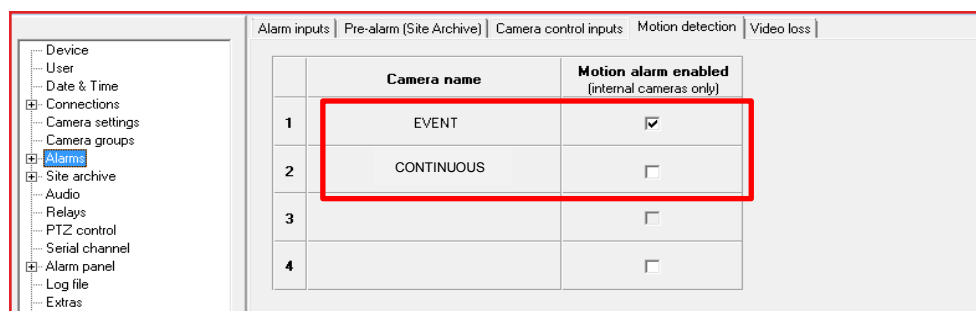 Alarm inputs Pre-alarm (Site Archive) Camera control inputs Motion detection Video loss
Device
User
Date & Time
Connections
Camera settings
Camera groups
Alarms
Site archive
Audio
Relays
PTZ control
Serial channel
Alarm panel
Log file
Extras
Camera name Motion alarm enabled
(internal cameras only)
1 EVENT
2 CONTINUOUS
3
4